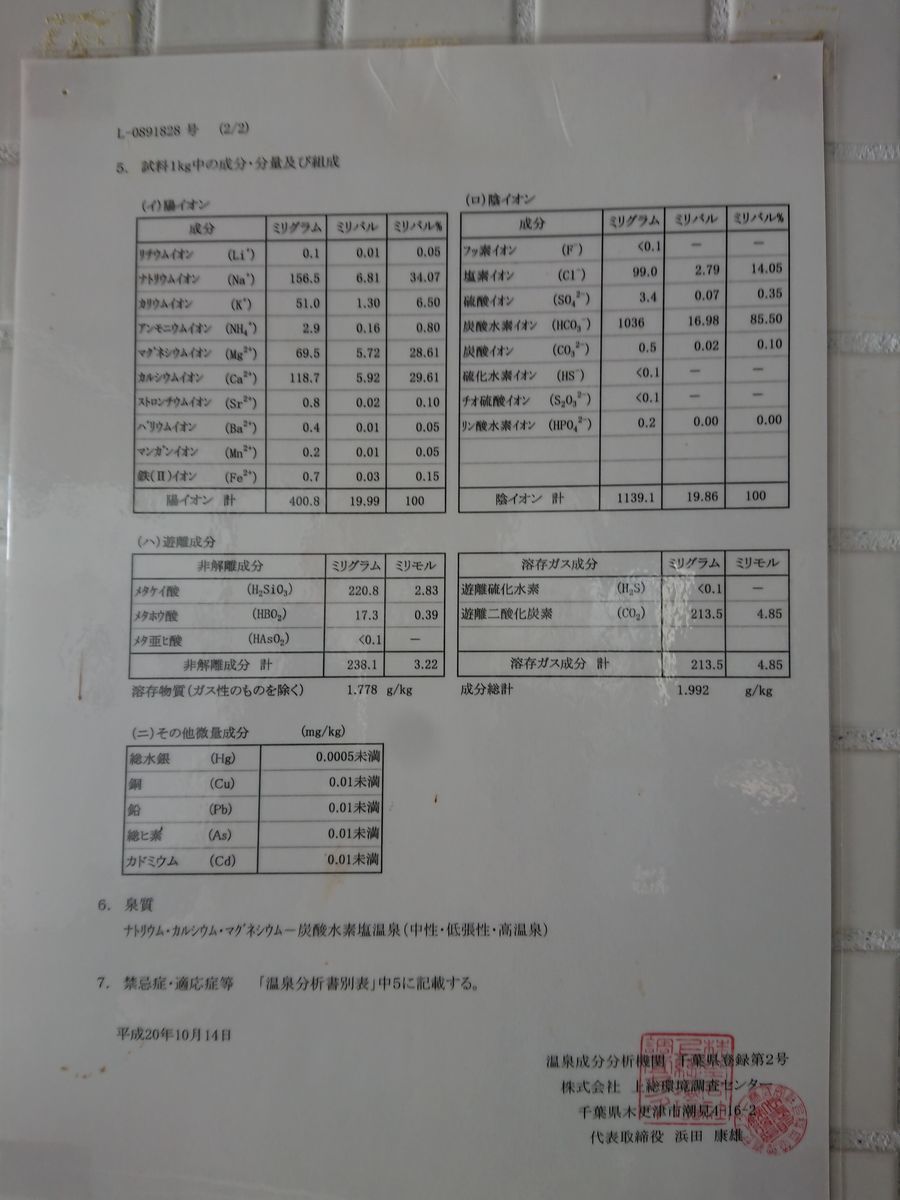 L-0891828 号 (2/2)
5. 試料1kg中の成分・分量及び組成
(イ)陽イオン
成分 ミリグラム ミリバル ミリバル%
リチウムイオン (Li⁺) 0.1 0.01 0.05
ナトリウムイオン (Na⁺) 156.5 6.81 34.07
カリウムイオン (K⁺) 51.0 1.30 6.50
アンモニウムイオン (NH₄⁺) 2.9 0.16 0.80
マグネシウムイオン (Mg²⁺) 69.5 5.72 28.61
カルシウムイオン (Ca²⁺) 118.7 5.92 29.61
ストロンチウムイオン (Sr²⁺) 0.8 0.02 0.10
バリウムイオン (Ba²⁺) 0.4 0.01 0.05
マンガンイオン (Mn²⁺) 0.2 0.01 0.05
鉄(Ⅱ)イオン (Fe²⁺) 0.7 0.03 0.15
陽イオン 計 400.8 19.99 100
(ロ)陰イオン
成分 ミリグラム ミリバル ミリバル%
フッ素イオン (F⁻) <0.1 − −
塩素イオン (Cl⁻) 99.0 2.79 14.05
硫酸イオン (SO₄²⁻) 3.4 0.07 0.35
炭酸水素イオン (HCO₃⁻) 1036 16.98 85.50
炭酸イオン (CO₃²⁻) 0.5 0.02 0.10
硫化水素イオン (HS⁻) <0.1 − −
チオ硫酸イオン (S₂O₃²⁻) <0.1 − −
リン酸水素イオン (HPO₄²⁻) 0.2 0.00 0.00
陰イオン 計 1139.1 19.86 100
(ハ)遊離成分
非解離成分 ミリグラム ミリモル
メタケイ酸 (H₂SiO₃) 220.8 2.83
メタホウ酸 (HBO₂) 17.3 0.39
メタ亜ヒ酸 (HAsO₂) <0.1 −
非解離成分 計 238.1 3.22
溶存ガス成分 ミリグラム ミリモル
遊離硫化水素 (H₂S) <0.1 −
遊離二酸化炭素 (CO₂) 213.5 4.85
溶存ガス成分 計 213.5 4.85
溶存物質(ガス性のものを除く) 1.778 g/kg
成分総計 1.992 g/kg
(ニ)その他微量成分 (mg/kg)
総水銀 (Hg) 0.0005未満
銅 (Cu) 0.01未満
鉛 (Pb) 0.01未満
総ヒ素 (As) 0.01未満
カドミウム (Cd) 0.01未満
6. 泉質
ナトリウム・カルシウム・マグネシウム−炭酸水素塩温泉(中性・低張性・高温泉)
7. 禁忌症・適応症等 「温泉分析書別表」中5に記載する。
平成20年10月14日
温泉成分分析機関 千葉県登録第2号
株式会社 上総環境調査センター
千葉県木更津市潮見4-16-2
代表取締役 浜田 康雄